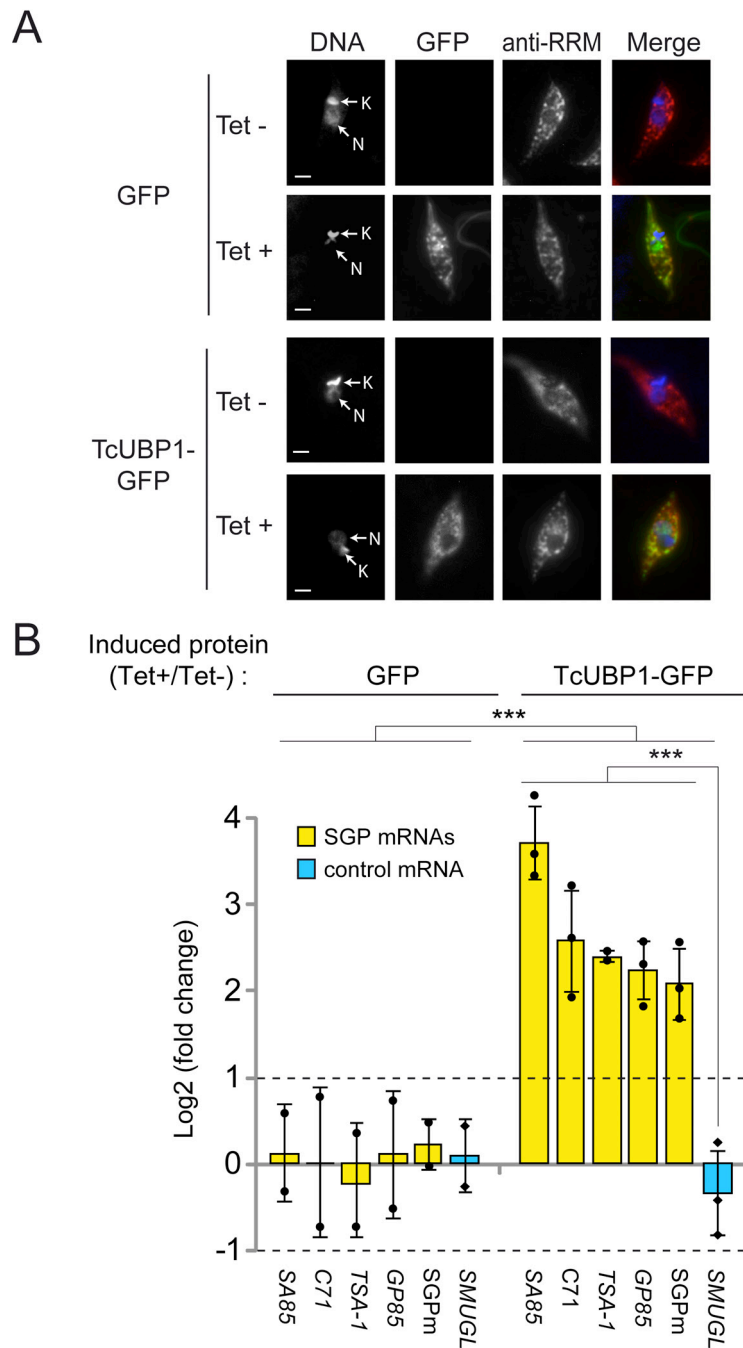 A
DNA GFP anti-RRM Merge
Tet -
K
N
GFP
Tet +
K
N
Tet -
K
N
TcUBP1-
GFP
Tet +
N
K
B
Induced protein
(Tet+/Tet-) :
GFP TcUBP1-GFP
***
***
4
SGP mRNAs
control mRNA
3
2
1
0
-1
Log2 (fold change)
SA85 C71 TSA-1 GP85 SGPm SMUGL SA85 C71 TSA-1 GP85 SGPm SMUGL